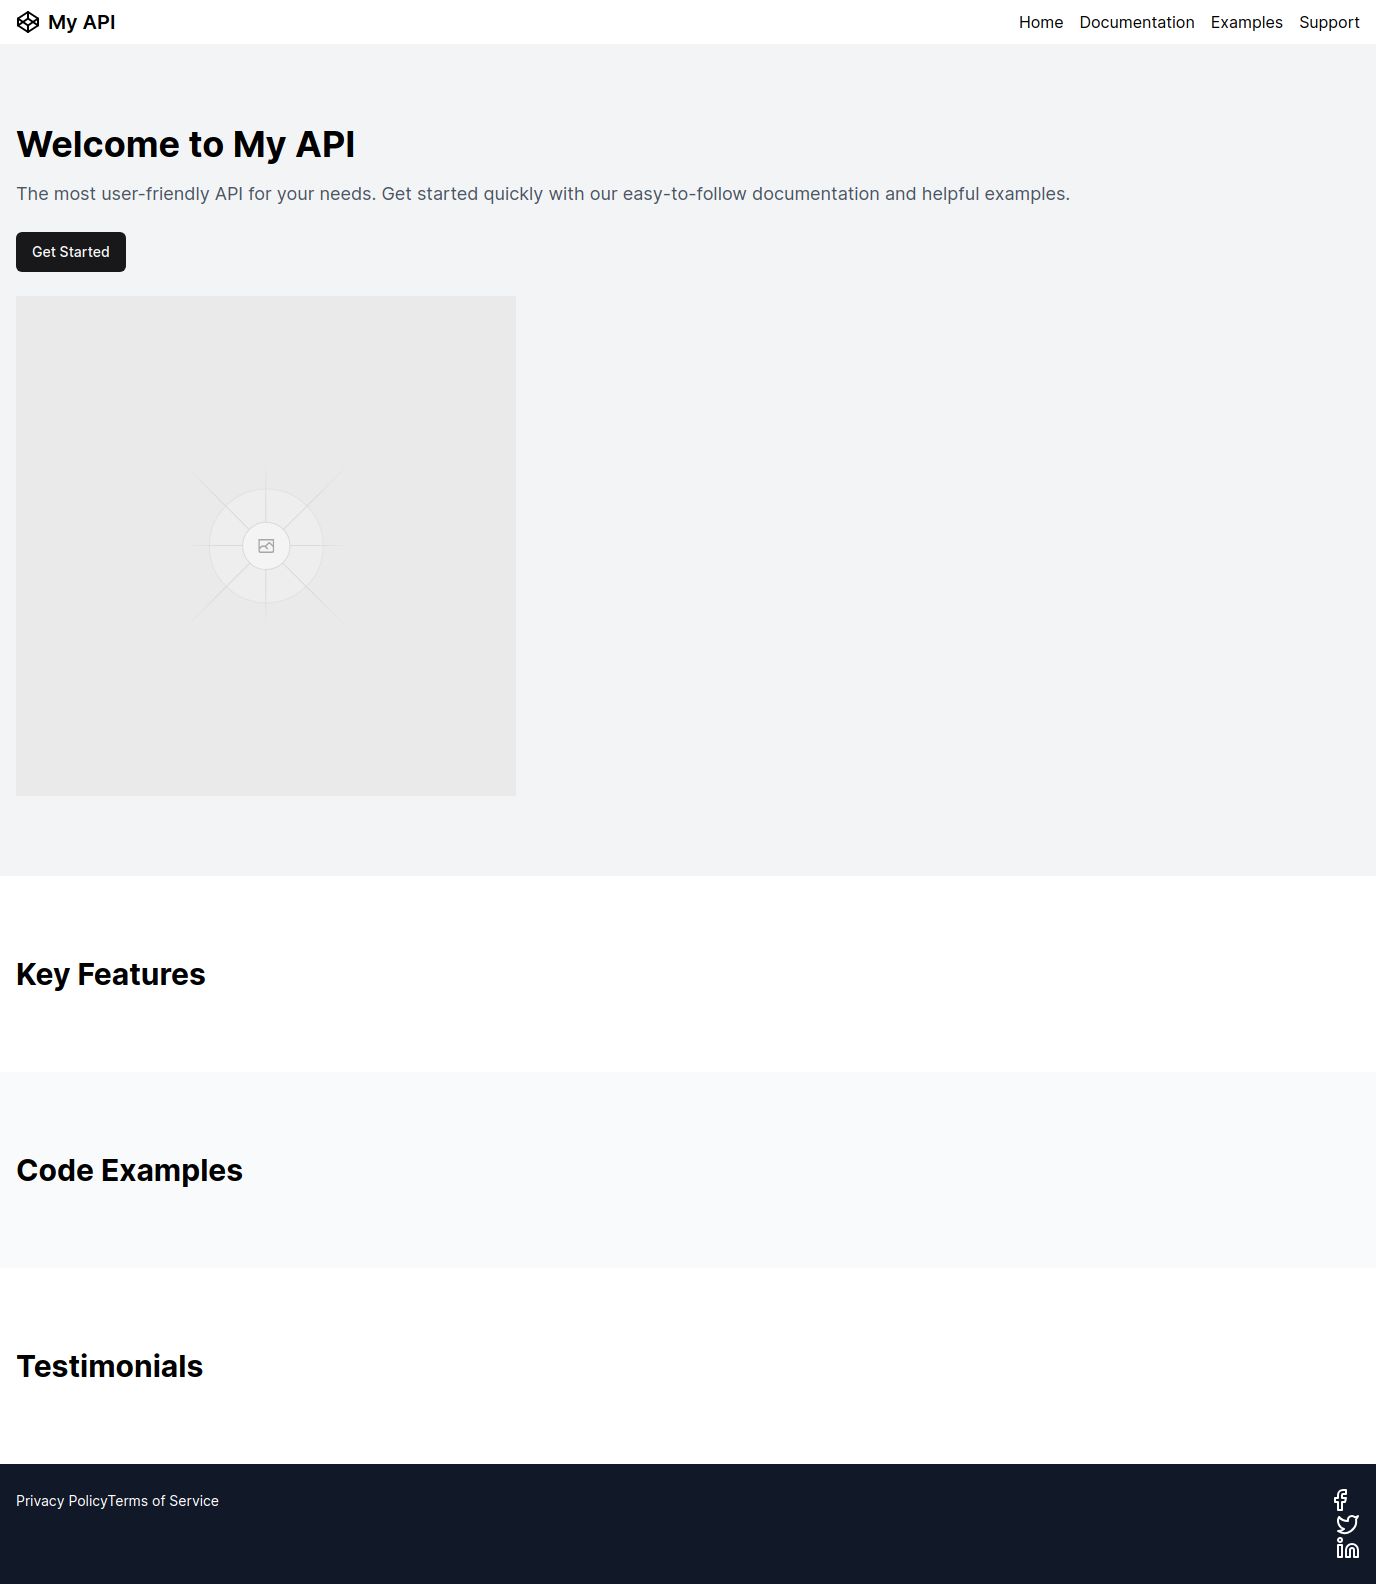 My API
Home Documentation Examples Support
Welcome to My API
The most user-friendly API for your needs. Get started quickly with our easy-to-follow documentation and helpful examples.
Get Started
Key Features
Code Examples
Testimonials
Privacy PolicyTerms of Service